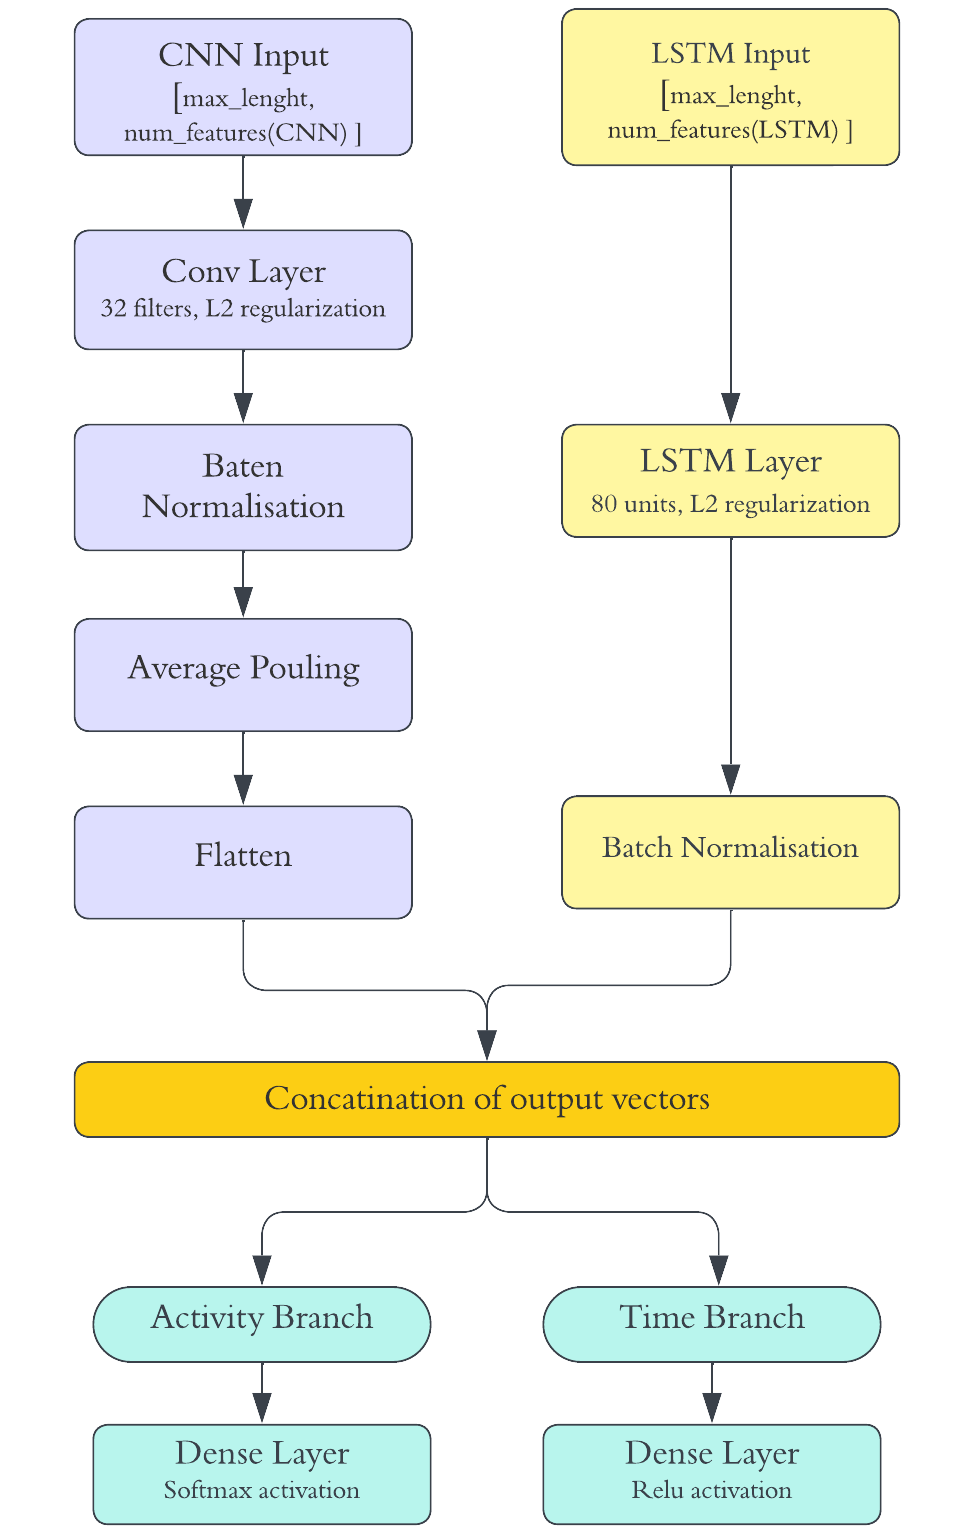 CNN Input
[max_lenght,
num_features(CNN) ]
LSTM Input
[max_lenght,
num_features(LSTM) ]
Conv Layer
32 filters, L2 regularization
Baten
Normalisation
LSTM Layer
80 units, L2 regularization
Average Pouling
Flatten
Batch Normalisation
Concatination of output vectors
Activity Branch
Time Branch
Dense Layer
Softmax activation
Dense Layer
Relu activation